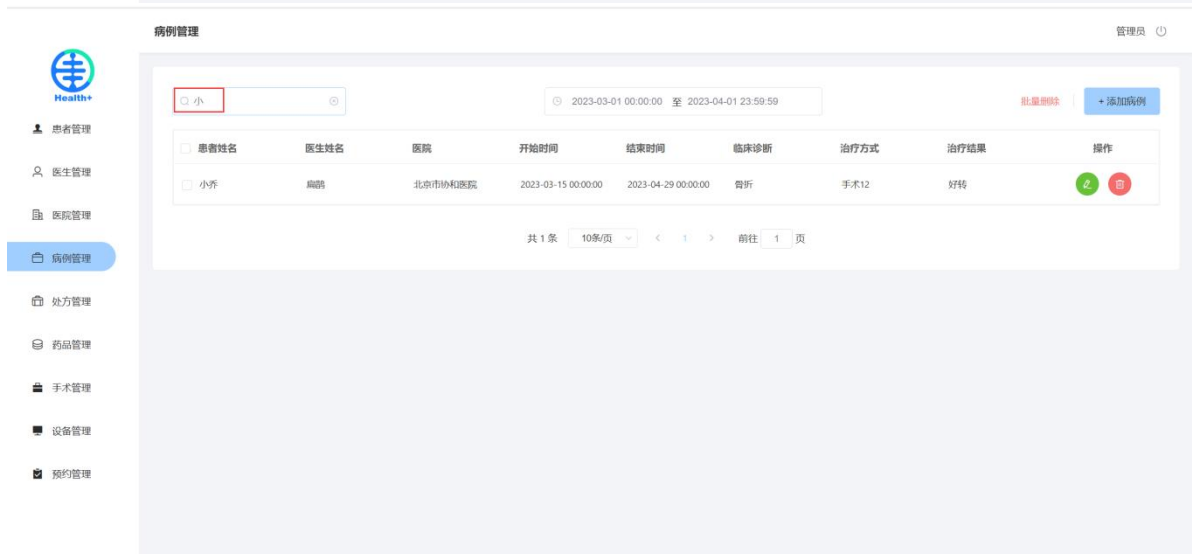 病例管理 管理员
Health+
小 2023-03-01 00:00:00 至 2023-04-01 23:59:59 批量删除 + 添加病例
患者姓名 医生姓名 医院 开始时间 结束时间 临床诊断 治疗方式 治疗结果 操作
小乔 扁鹊 北京市协和医院 2023-03-15 00:00:00 2023-04-29 00:00:00 骨折 手术12 好转
共 1 条 10条/页 < 1 > 前往 1 页
患者管理
医生管理
医院管理
病例管理
处方管理
药品管理
手术管理
设备管理
预约管理